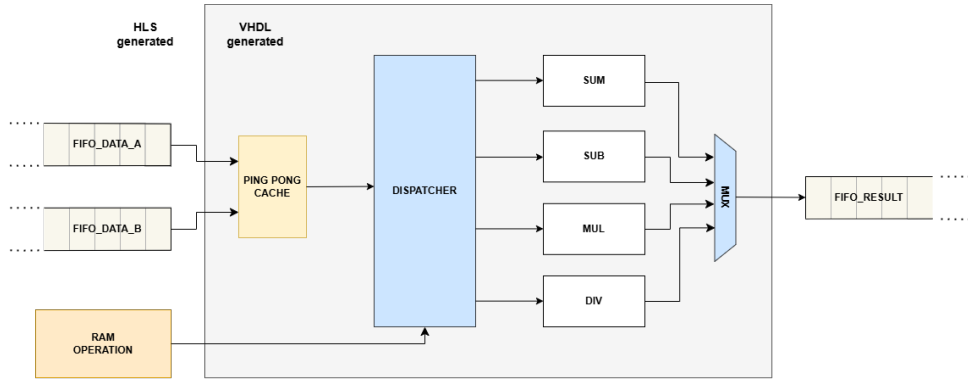 HLS
generated
VHDL
generated
FIFO_DATA_A
FIFO_DATA_B
PING PONG
CACHE
RAM
OPERATION
DISPATCHER
SUM
SUB
MUL
DIV
MUX
FIFO_RESULT